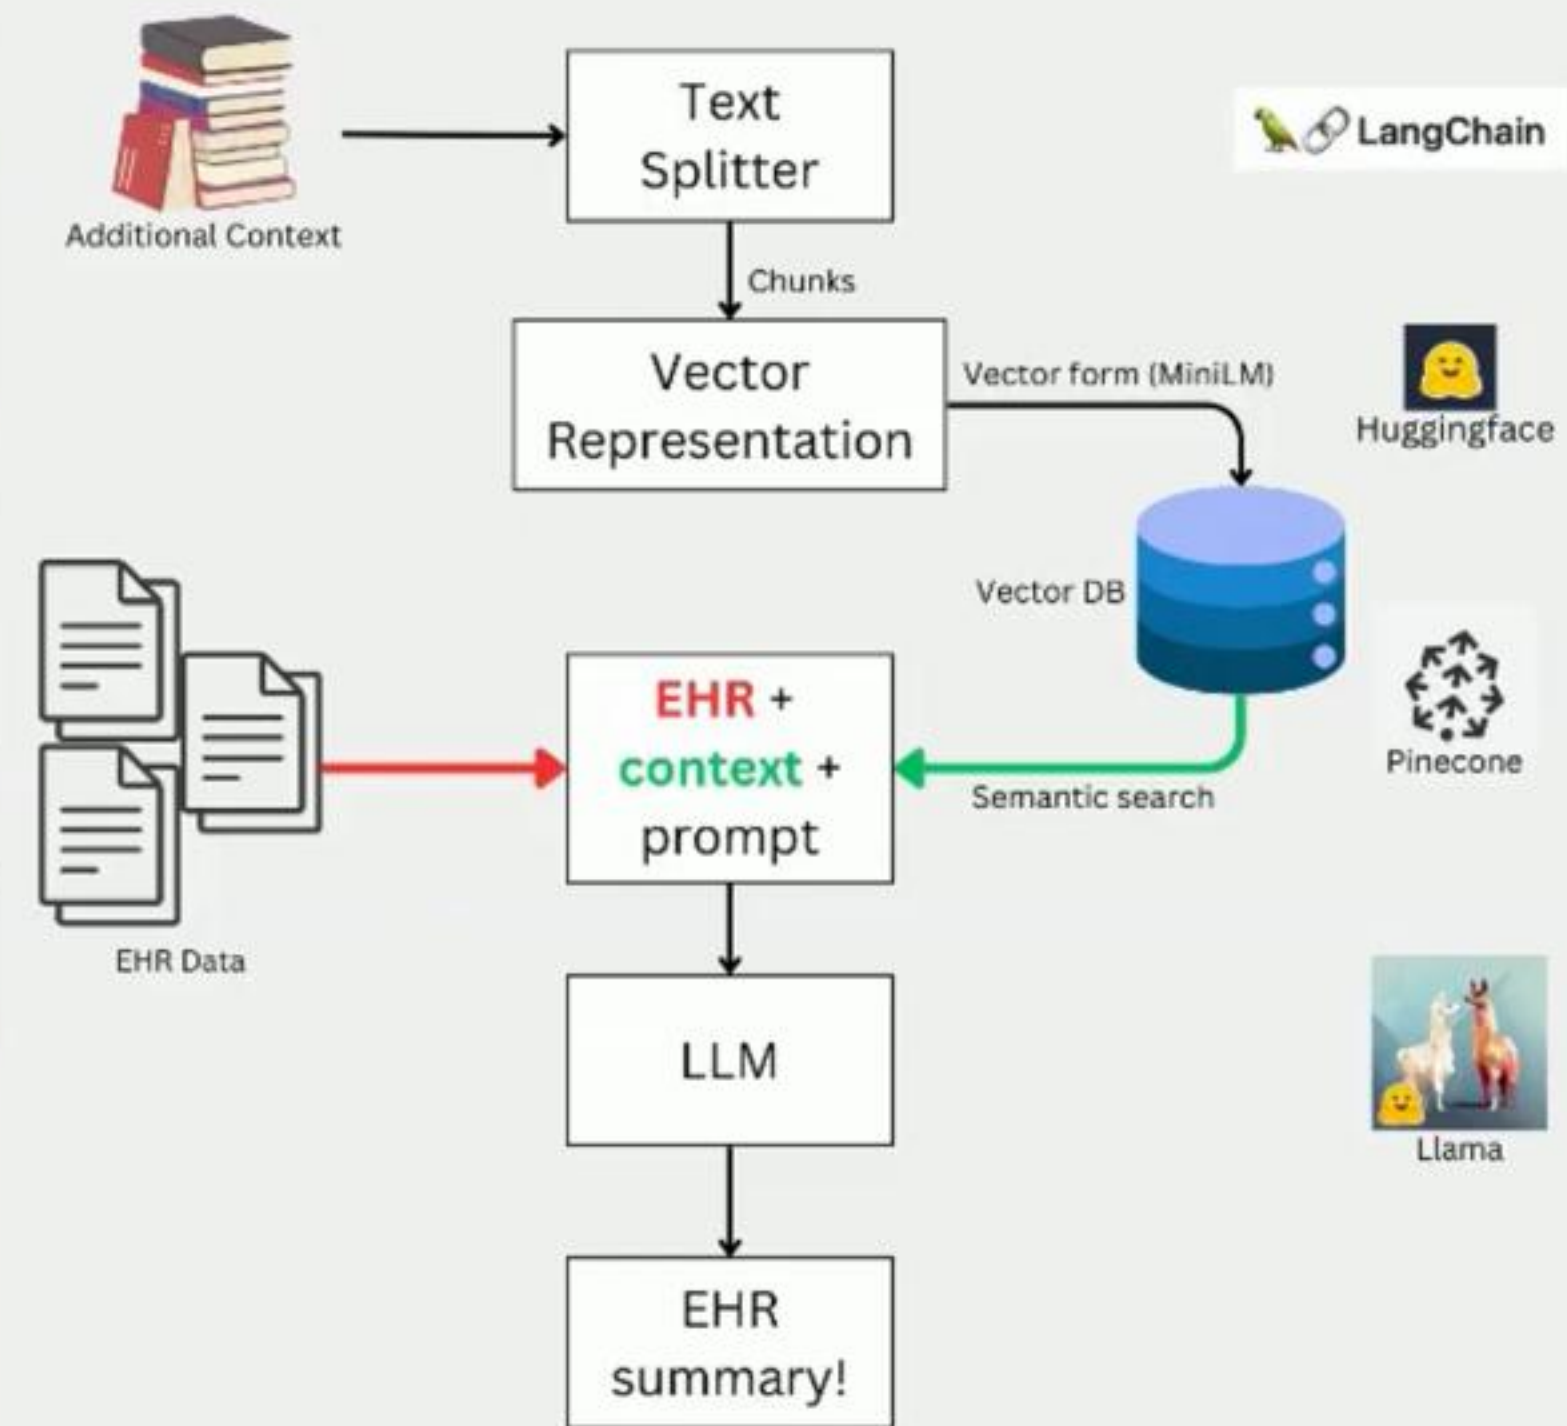 Text
Splitter
LangChain
Additional Context
Chunks
Vector
Representation
Vector form (MiniLM)
Huggingface
Vector DB
EHR +
context +
prompt
Semantic search
Pinecone
EHR Data
LLM
Llama
EHR
summary!